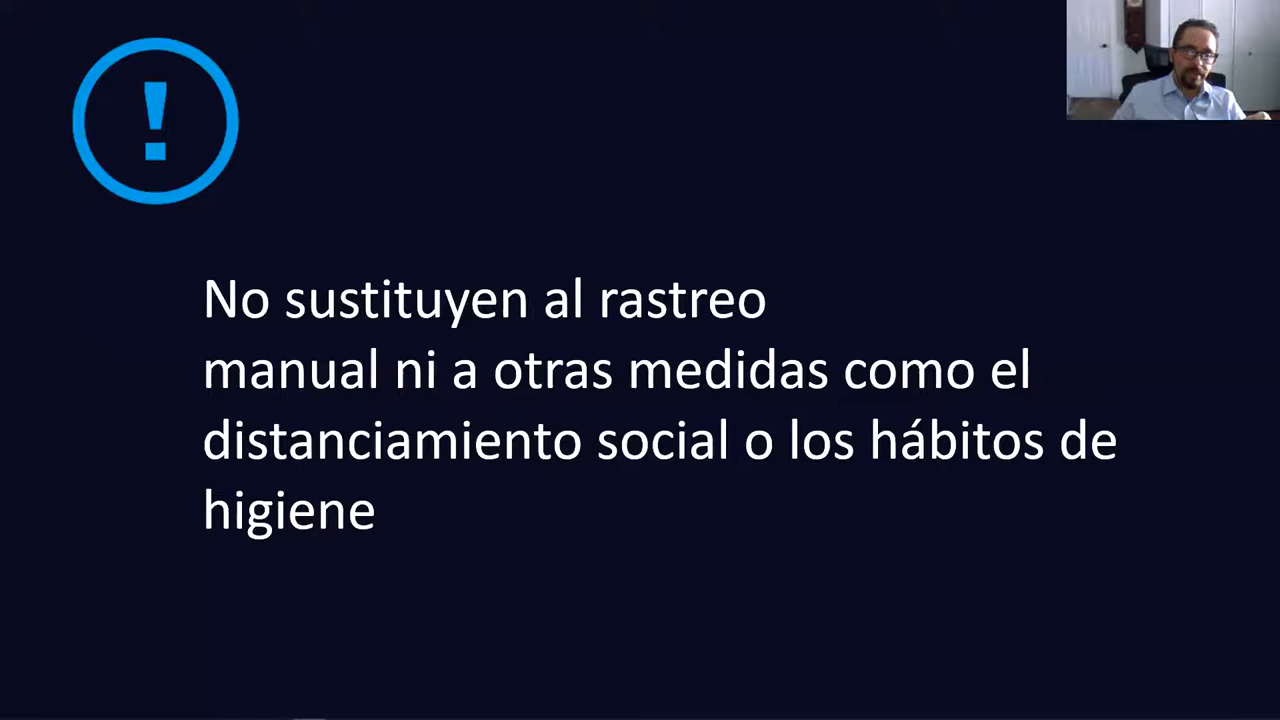 No sustituyen al rastreo
manual ni a otras medidas como el
distanciamiento social o los hábitos de
higiene